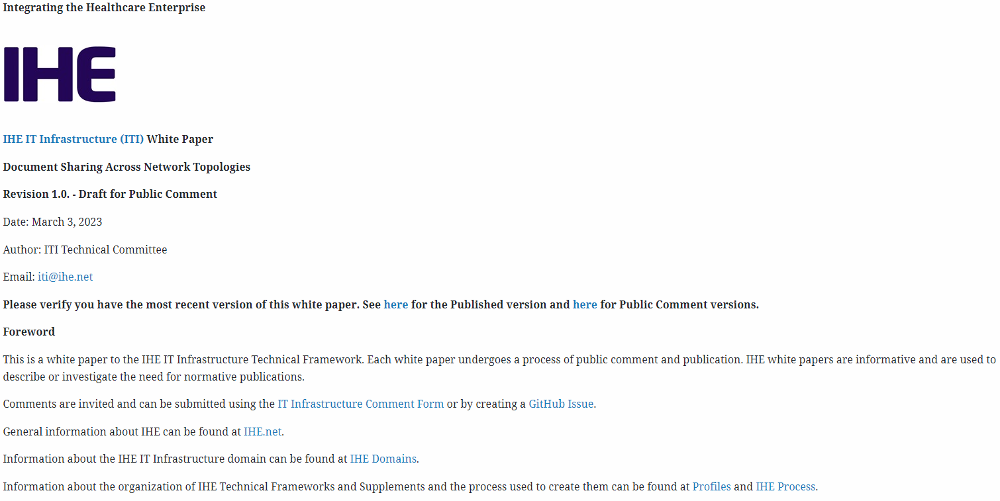 Integrating the Healthcare Enterprise
IHE
IHE IT Infrastructure (ITI) White Paper
Document Sharing Across Network Topologies
Revision 1.0. - Draft for Public Comment
Date: March 3, 2023
Author: ITI Technical Committee
Email: iti@ihe.net
Please verify you have the most recent version of this white paper. See here for the Published version and here for Public Comment versions.
Foreword
This is a white paper to the IHE IT Infrastructure Technical Framework. Each white paper undergoes a process of public comment and publication. IHE white papers are informative and are used to
describe or investigate the need for normative publications.
Comments are invited and can be submitted using the IT Infrastructure Comment Form or by creating a GitHub Issue.
General information about IHE can be found at IHE.net.
Information about the IHE IT Infrastructure domain can be found at IHE Domains.
Information about the organization of IHE Technical Frameworks and Supplements and the process used to create them can be found at Profiles and IHE Process.